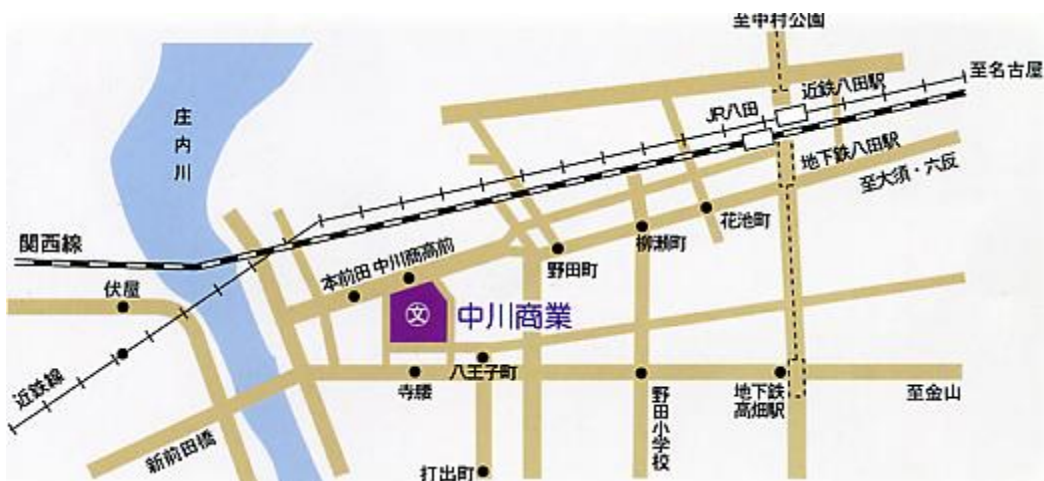 至中村公園
至名古屋
近鉄八田駅
JR八田
庄内川
地下鉄八田駅
至大須・六反
花池町
関西線
柳瀬町
本前田
中川商高前
野田町
伏屋
文
中川商業
近鉄線
八王子町
寺腰
地下鉄
高畑駅
至金山
野田小学校
新前田橋
打出町